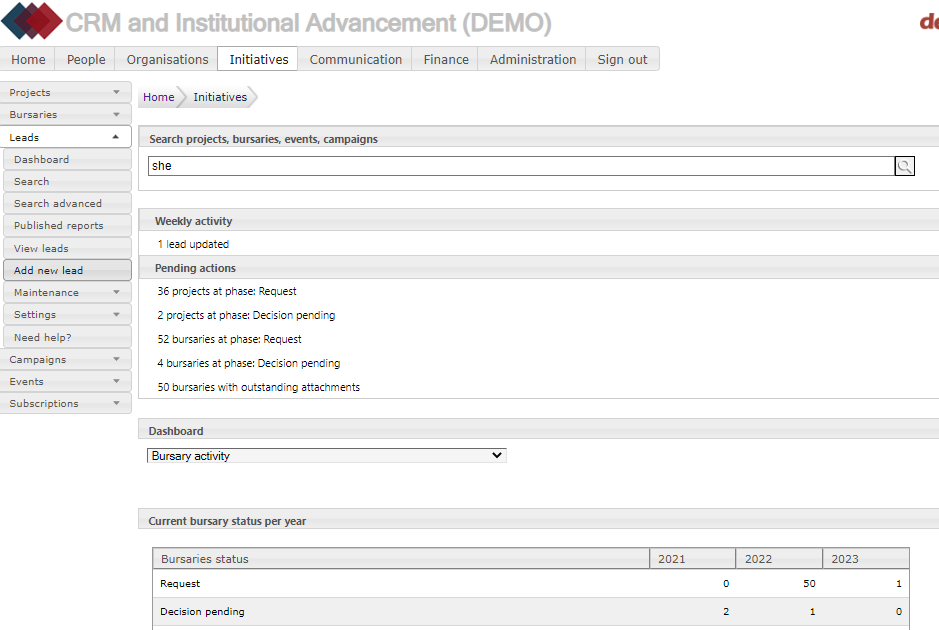 CRM and Institutional Advancement (DEMO)
Home People Organisations Initiatives Communication Finance Administration Sign out
Projects
Bursaries
Leads
Dashboard
Search
Search advanced
Published reports
View leads
Add new lead
Maintenance
Settings
Need help?
Campaigns
Events
Subscriptions
Home Initiatives
Search projects, bursaries, events, campaigns
she
Weekly activity
1 lead updated
Pending actions
36 projects at phase: Request
2 projects at phase: Decision pending
52 bursaries at phase: Request
4 bursaries at phase: Decision pending
50 bursaries with outstanding attachments
Dashboard
Bursary activity
Current bursary status per year
Bursaries status 2021 2022 2023
Request 0 50 1
Decision pending 2 1 0